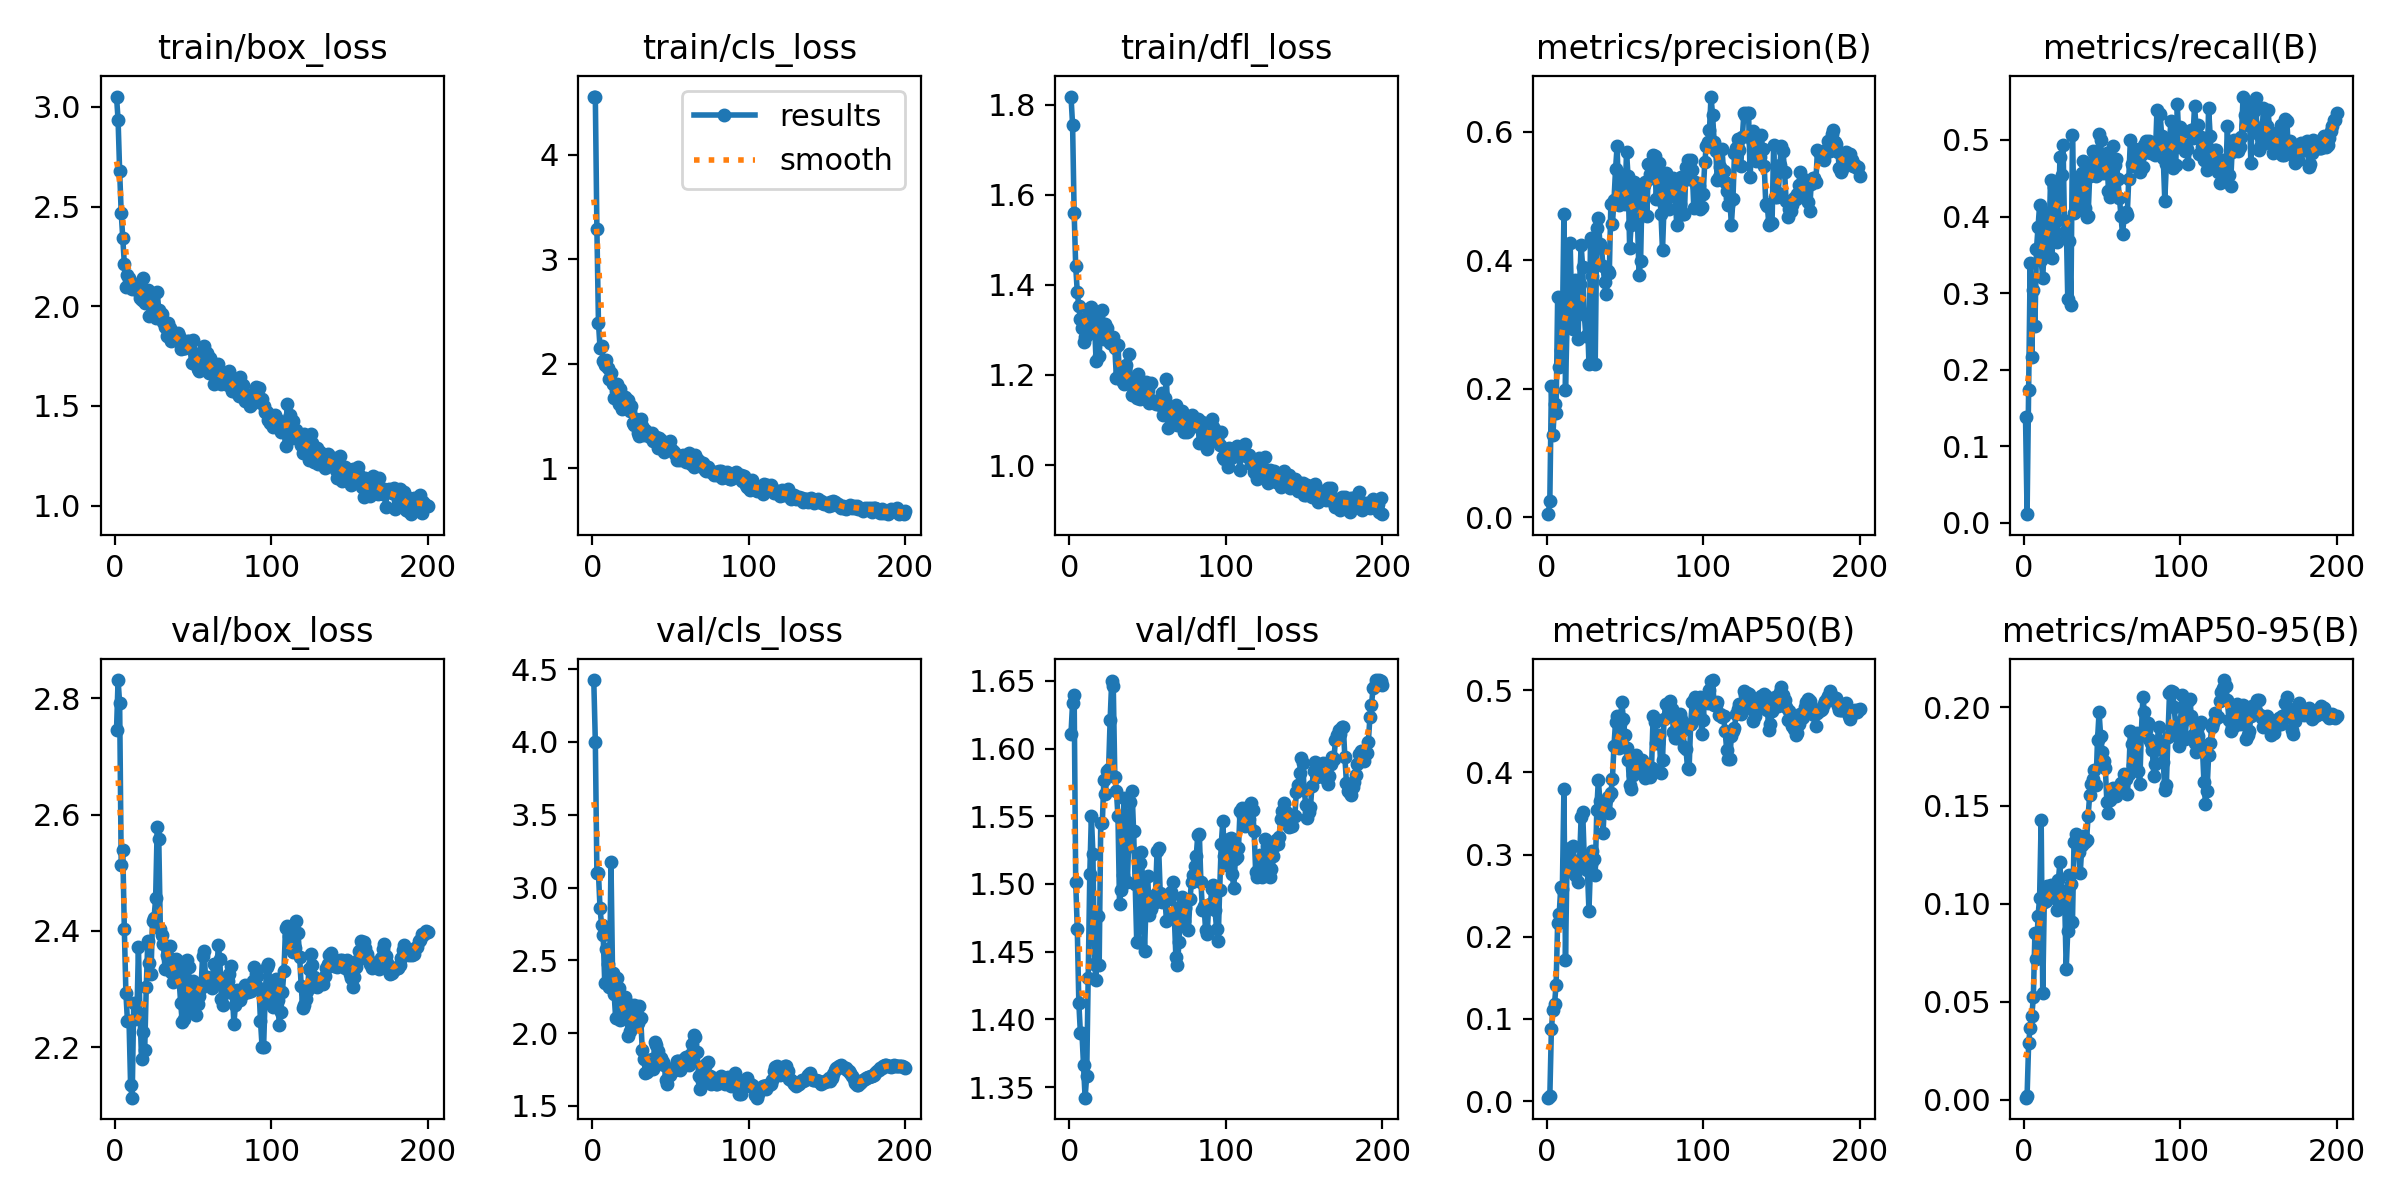 train/box_loss
3.0
2.5
2.0
1.5
1.0
0 100 200
train/cls_loss
results
smooth
4
3
2
1
0 100 200
train/dfl_loss
1.8
1.6
1.4
1.2
1.0
0 100 200
metrics/precision(B)
0.6
0.4
0.2
0.0
0 100 200
metrics/recall(B)
0.5
0.4
0.3
0.2
0.1
0.0
0 100 200
val/box_loss
2.8
2.6
2.4
2.2
0 100 200
val/cls_loss
4.5
4.0
3.5
3.0
2.5
2.0
1.5
0 100 200
val/dfl_loss
1.65
1.60
1.55
1.50
1.45
1.40
1.35
0 100 200
metrics/mAP50(B)
0.5
0.4
0.3
0.2
0.1
0.0
0 100 200
metrics/mAP50-95(B)
0.20
0.15
0.10
0.05
0.00
0 100 200